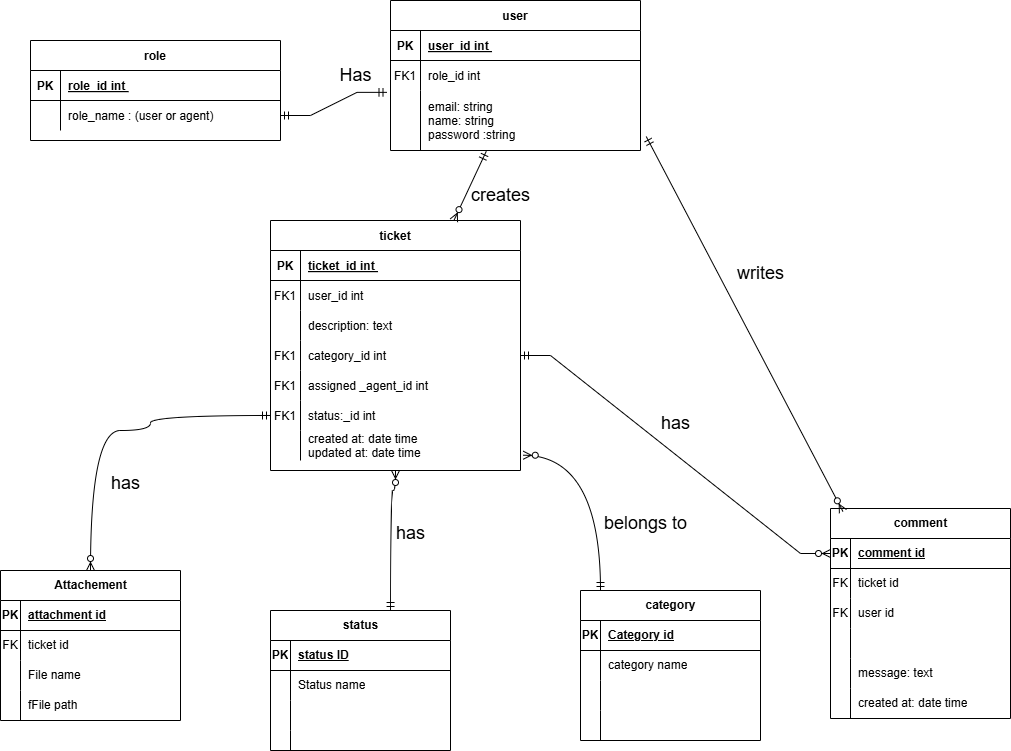 user
PK user_id int
FK1 role_id int
email: string
name: string
password :string
role
PK role_id int
role_name : (user or agent)
Has
creates
writes
ticket
PK ticket_id int
FK1 user_id int
description: text
FK1 category_id int
FK1 assigned _agent_id int
FK1 status:_id int
created at: date time
updated at: date time
has
has
has
belongs to
Attachement
PK attachment id
FK ticket id
File name
fFile path
status
PK status ID
Status name
category
PK Category id
category name
comment
PK comment id
FK ticket id
FK user id
message: text
created at: date time